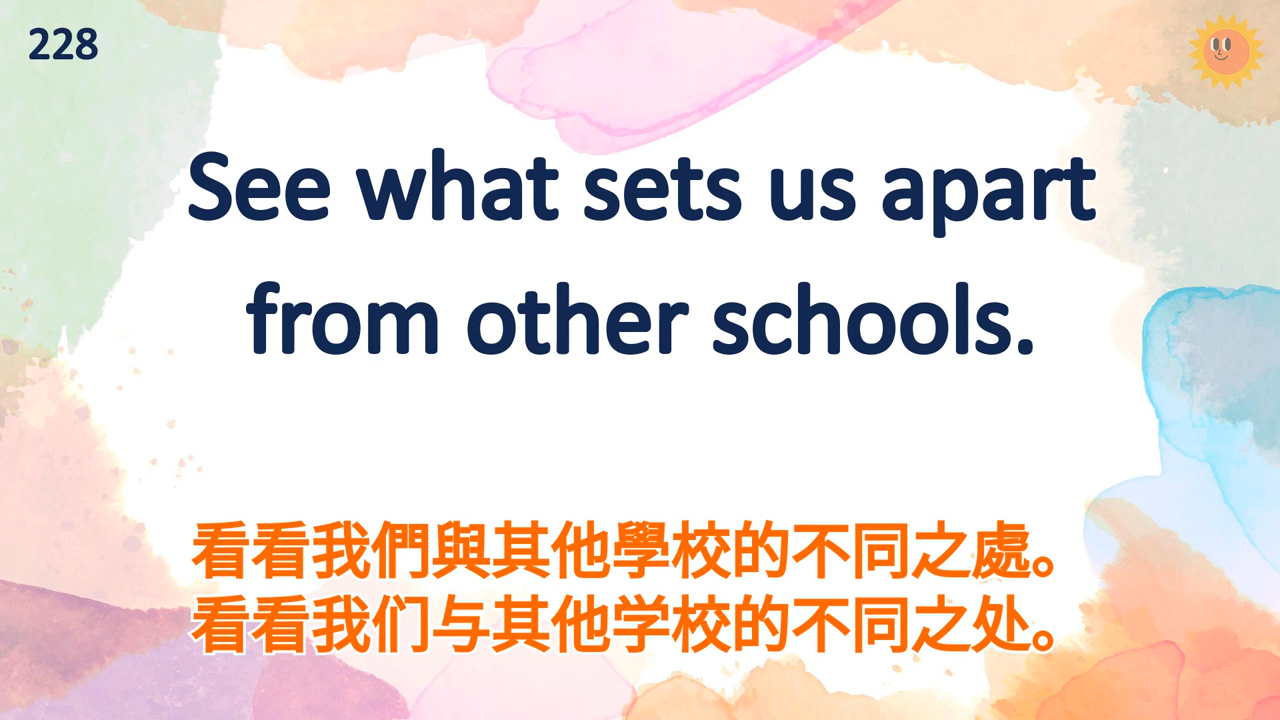 228
See what sets us apart
from other schools.
看看我們與其他學校的不同之處。
看看我们与其他学校的不同之处。